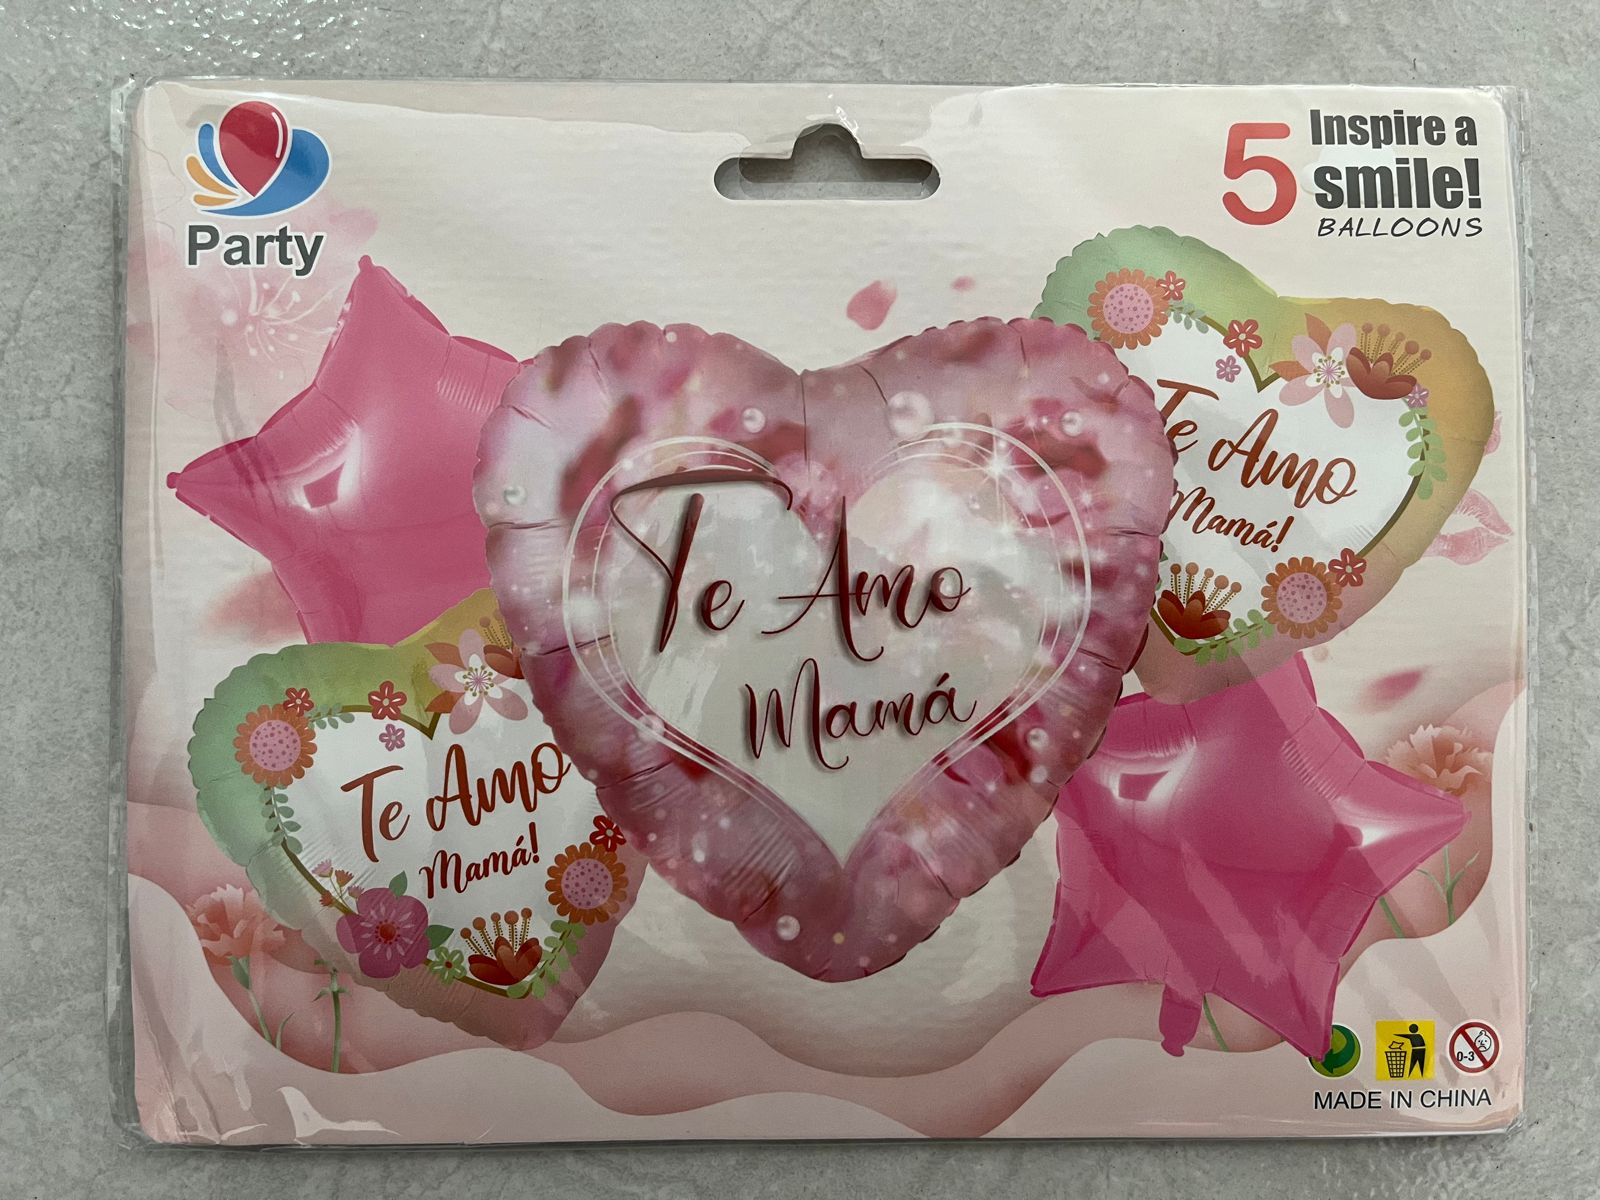 Party
5
Inspire a
smile!
BALLOONS
Te Amo
Mamá!
Te Amo
Mamá
Te Amo
Mamá!
0-3
MADE IN CHINA